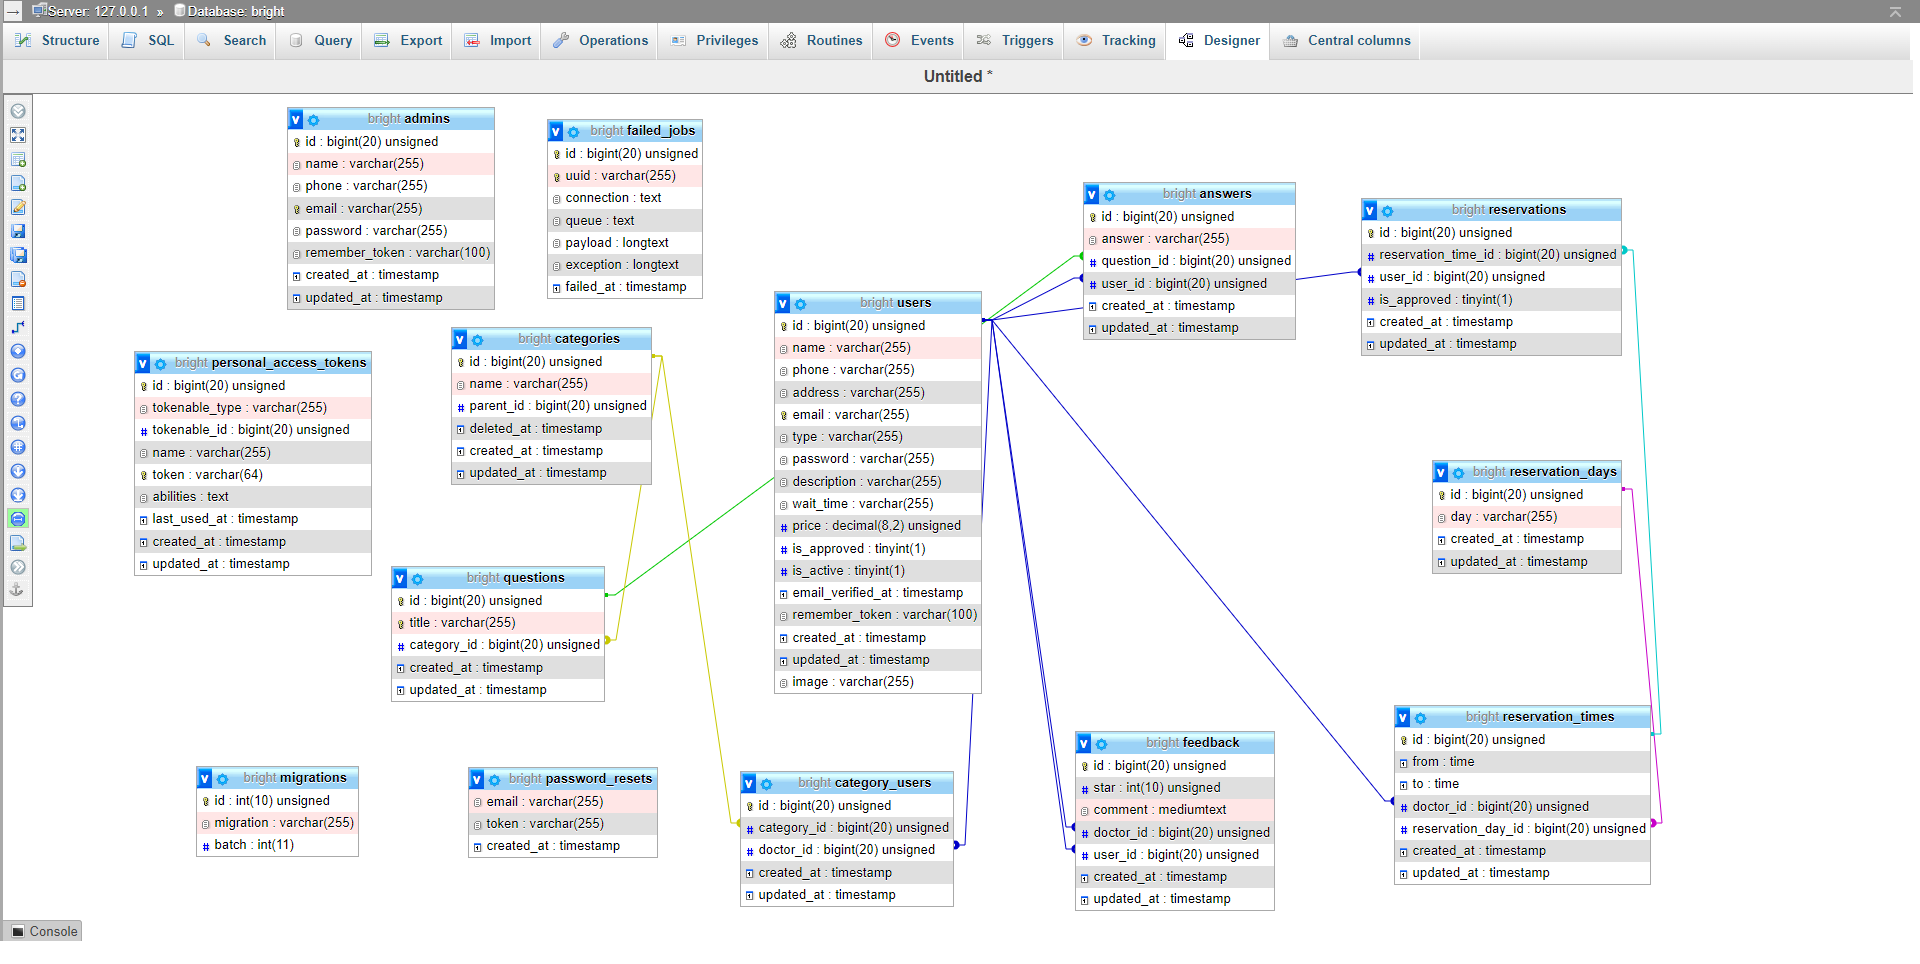 Server: 127.0.0.1 » Database: bright
Structure SQL Search Query Export Import Operations Privileges Routines Events Triggers Tracking Designer Central columns
Untitled *
bright admins
id : bigint(20) unsigned
name : varchar(255)
phone : varchar(255)
email : varchar(255)
password : varchar(255)
remember_token : varchar(100)
created_at : timestamp
updated_at : timestamp
bright failed_jobs
id : bigint(20) unsigned
uuid : varchar(255)
connection : text
queue : text
payload : longtext
exception : longtext
failed_at : timestamp
bright answers
id : bigint(20) unsigned
answer : varchar(255)
question_id : bigint(20) unsigned
user_id : bigint(20) unsigned
created_at : timestamp
updated_at : timestamp
bright reservations
id : bigint(20) unsigned
reservation_time_id : bigint(20) unsigned
user_id : bigint(20) unsigned
is_approved : tinyint(1)
created_at : timestamp
updated_at : timestamp
bright users
id : bigint(20) unsigned
name : varchar(255)
phone : varchar(255)
address : varchar(255)
email : varchar(255)
type : varchar(255)
password : varchar(255)
description : varchar(255)
wait_time : varchar(255)
price : decimal(8,2) unsigned
is_approved : tinyint(1)
is_active : tinyint(1)
email_verified_at : timestamp
remember_token : varchar(100)
created_at : timestamp
updated_at : timestamp
image : varchar(255)
bright categories
id : bigint(20) unsigned
name : varchar(255)
parent_id : bigint(20) unsigned
deleted_at : timestamp
created_at : timestamp
updated_at : timestamp
bright personal_access_tokens
id : bigint(20) unsigned
tokenable_type : varchar(255)
tokenable_id : bigint(20) unsigned
name : varchar(255)
token : varchar(64)
abilities : text
last_used_at : timestamp
created_at : timestamp
updated_at : timestamp
bright reservation_days
id : bigint(20) unsigned
day : varchar(255)
created_at : timestamp
updated_at : timestamp
bright questions
id : bigint(20) unsigned
title : varchar(255)
category_id : bigint(20) unsigned
created_at : timestamp
updated_at : timestamp
bright reservation_times
id : bigint(20) unsigned
from : time
to : time
doctor_id : bigint(20) unsigned
reservation_day_id : bigint(20) unsigned
created_at : timestamp
updated_at : timestamp
bright feedback
id : bigint(20) unsigned
star : int(10) unsigned
comment : mediumtext
doctor_id : bigint(20) unsigned
user_id : bigint(20) unsigned
created_at : timestamp
updated_at : timestamp
bright migrations
id : int(10) unsigned
migration : varchar(255)
batch : int(11)
bright password_resets
email : varchar(255)
token : varchar(255)
created_at : timestamp
bright category_users
id : bigint(20) unsigned
category_id : bigint(20) unsigned
doctor_id : bigint(20) unsigned
created_at : timestamp
updated_at : timestamp
Console